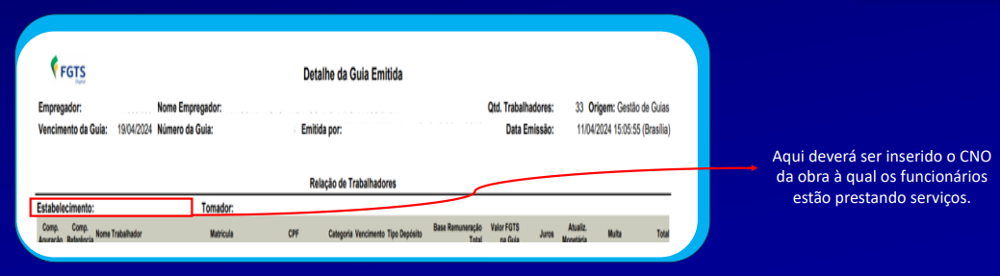 FGTS
Digital
Detalhe da Guia Emitida
Empregador: Nome Empregador: Qtd. Trabalhadores: 33 Origem: Gestão de Guias
Vencimento da Guia: 19/04/2024 Número da Guia: Emitida por: Data Emissão: 11/04/2024 15:05:55 (Brasília)
Relação de Trabalhadores
Estabelecimento: Tomador:
Comp. Comp. Base Remuneração Valor FGTS Atualiz.
Nome Trabalhador Matrícula CPF Categoria Vencimento Tipo Depósito Juros Multa Total
Apuração Referência Total na Guia Monetária
Aqui deverá ser inserido o CNO
da obra à qual os funcionários
estão prestando serviços.